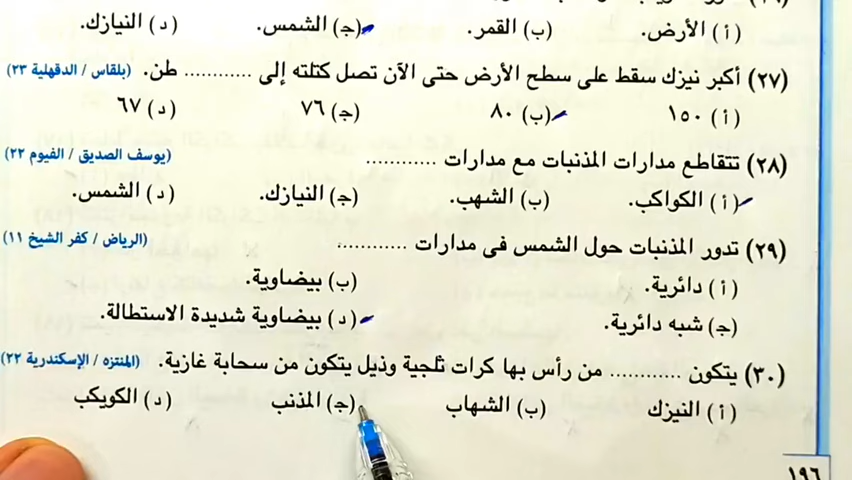 (أ) الأرض. (ب) القمر. (جـ) الشمس. (د) النيازك.
(٢٧) أكبر نيزك سقط على سطح الأرض حتى الآن تصل كتلته إلى ............ طن. (بلقاس / الدقهلية ٢٣)
(أ) ١٥٠ (ب) ٨٠ (جـ) ٧٦ (د) ٦٧
(٢٨) تتقاطع مدارات المذنبات مع مدارات ............ (يوسف الصديق / الفيوم ٢٢)
(أ) الكواكب. (ب) الشهب. (جـ) النيازك. (د) الشمس.
(٢٩) تدور المذنبات حول الشمس فى مدارات ............ (الرياض / كفر الشيخ ١١)
(أ) دائرية. (ب) بيضاوية.
(جـ) شبه دائرية. (د) بيضاوية شديدة الاستطالة.
(٣٠) يتكون ............ من رأس بها كرات ثلجية وذيل يتكون من سحابة غازية. (المنتزه / الإسكندرية ٢٢)
(أ) النيزك (ب) الشهاب (جـ) المذنب (د) الكويكب
١٩٦